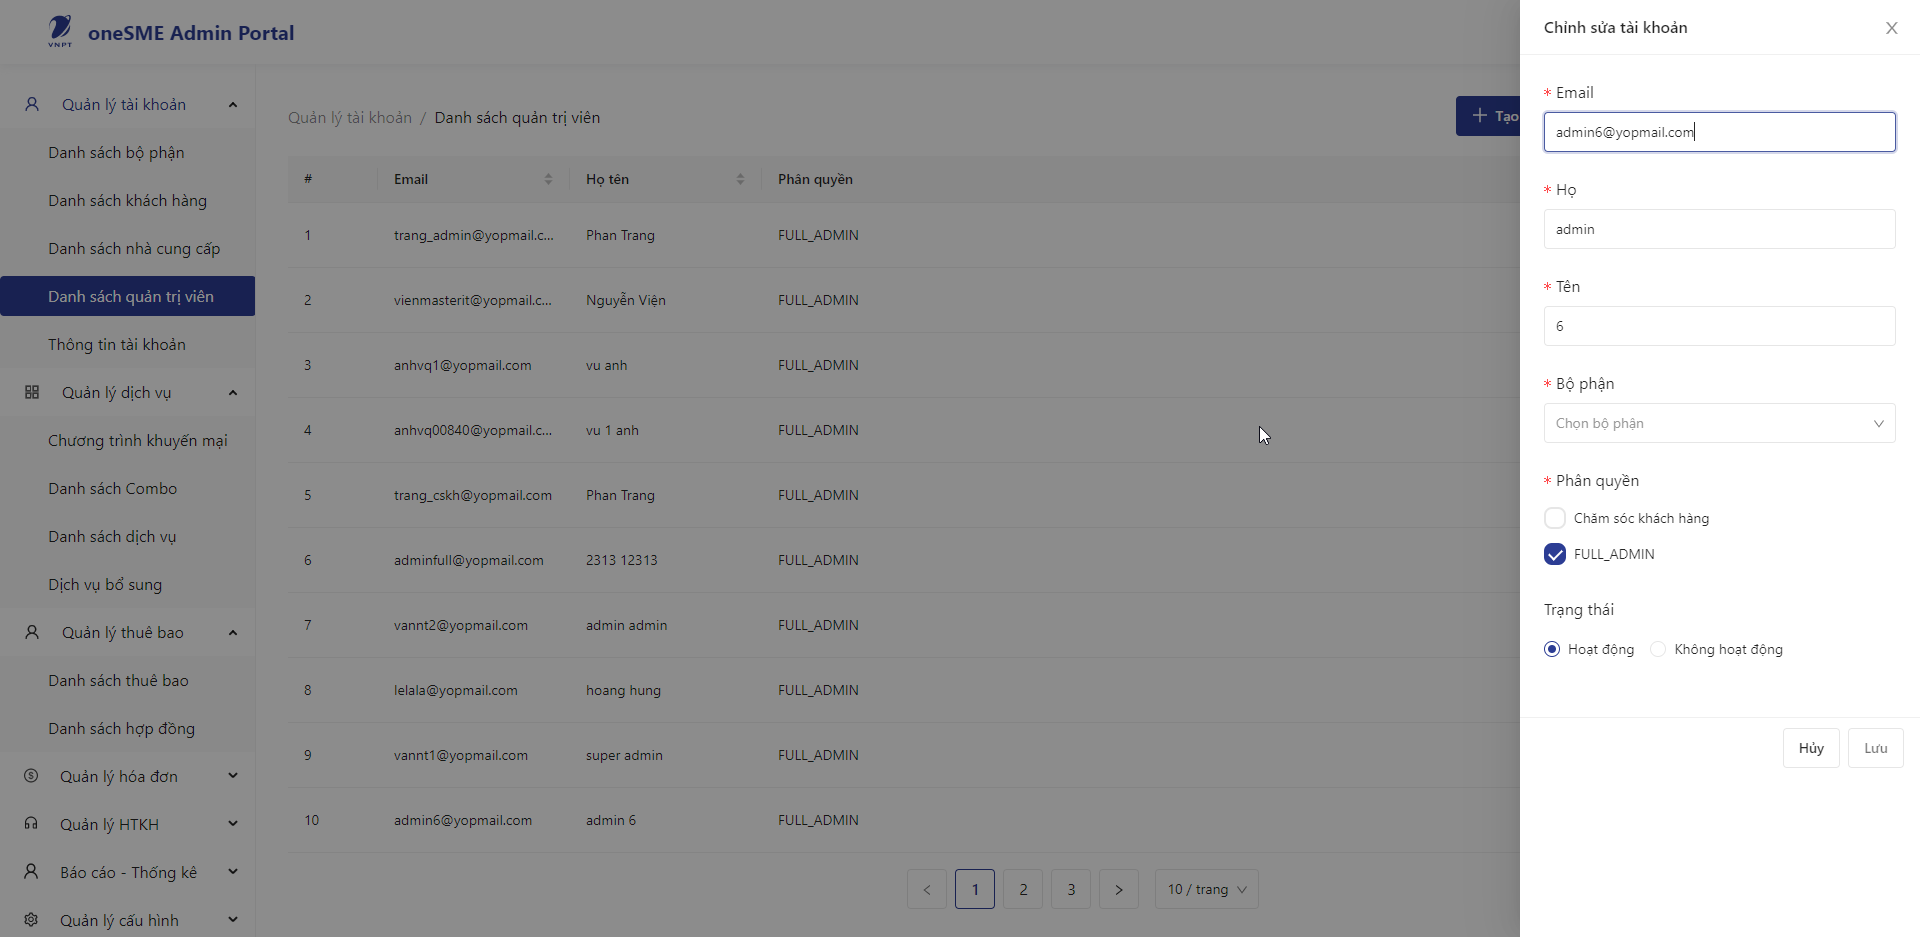 VNPT
oneSME Admin Portal
Quản lý tài khoản
Danh sách bộ phận
Danh sách khách hàng
Danh sách nhà cung cấp
Danh sách quản trị viên
Thông tin tài khoản
Quản lý dịch vụ
Chương trình khuyến mại
Danh sách Combo
Danh sách dịch vụ
Dịch vụ bổ sung
Quản lý thuê bao
Danh sách thuê bao
Danh sách hợp đồng
Quản lý hóa đơn
Quản lý HTKH
Báo cáo - Thống kê
Quản lý cấu hình
Quản lý tài khoản / Danh sách quản trị viên
+ Tạo
# Email Họ tên Phân quyền
1 trang_admin@yopmail.c... Phan Trang FULL_ADMIN
2 vienmasterit@yopmail.c... Nguyễn Viện FULL_ADMIN
3 anhvq1@yopmail.com vu anh FULL_ADMIN
4 anhvq00840@yopmail.c... vu 1 anh FULL_ADMIN
5 trang_cskh@yopmail.com Phan Trang FULL_ADMIN
6 adminfull@yopmail.com 2313 12313 FULL_ADMIN
7 vannt2@yopmail.com admin admin FULL_ADMIN
8 lelala@yopmail.com hoang hung FULL_ADMIN
9 vannt1@yopmail.com super admin FULL_ADMIN
10 admin6@yopmail.com admin 6 FULL_ADMIN
< 1 2 3 > 10 / trang
Chỉnh sửa tài khoản
* Email
admin6@yopmail.com
* Họ
admin
* Tên
6
* Bộ phận
Chọn bộ phận
* Phân quyền
Chăm sóc khách hàng
FULL_ADMIN
Trạng thái
Hoạt động Không hoạt động
Hủy Lưu